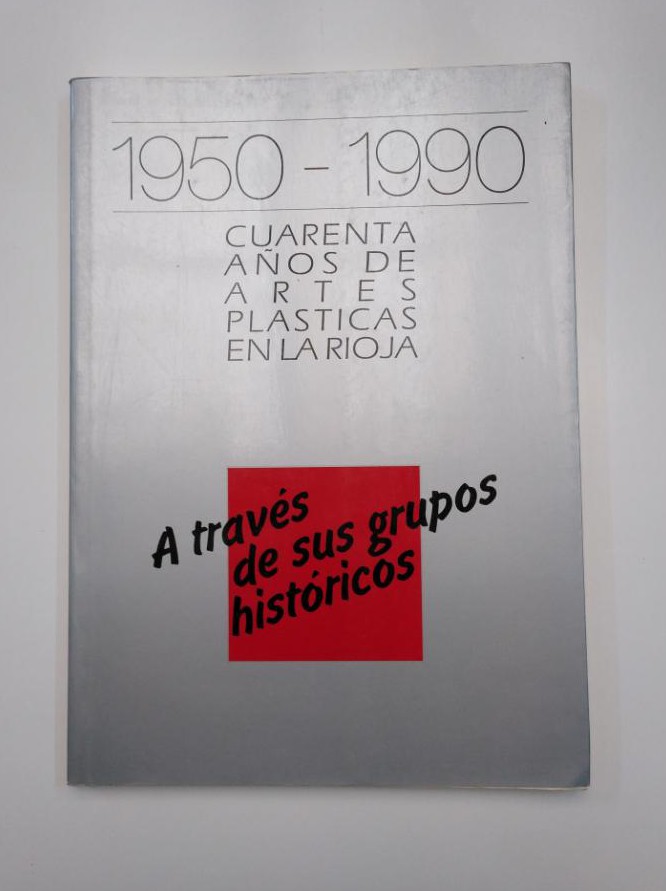 1950 – 1990
CUARENTA
AÑOS DE
ARTES
PLASTICAS
EN LA RIOJA
A través
de sus grupos
históricos